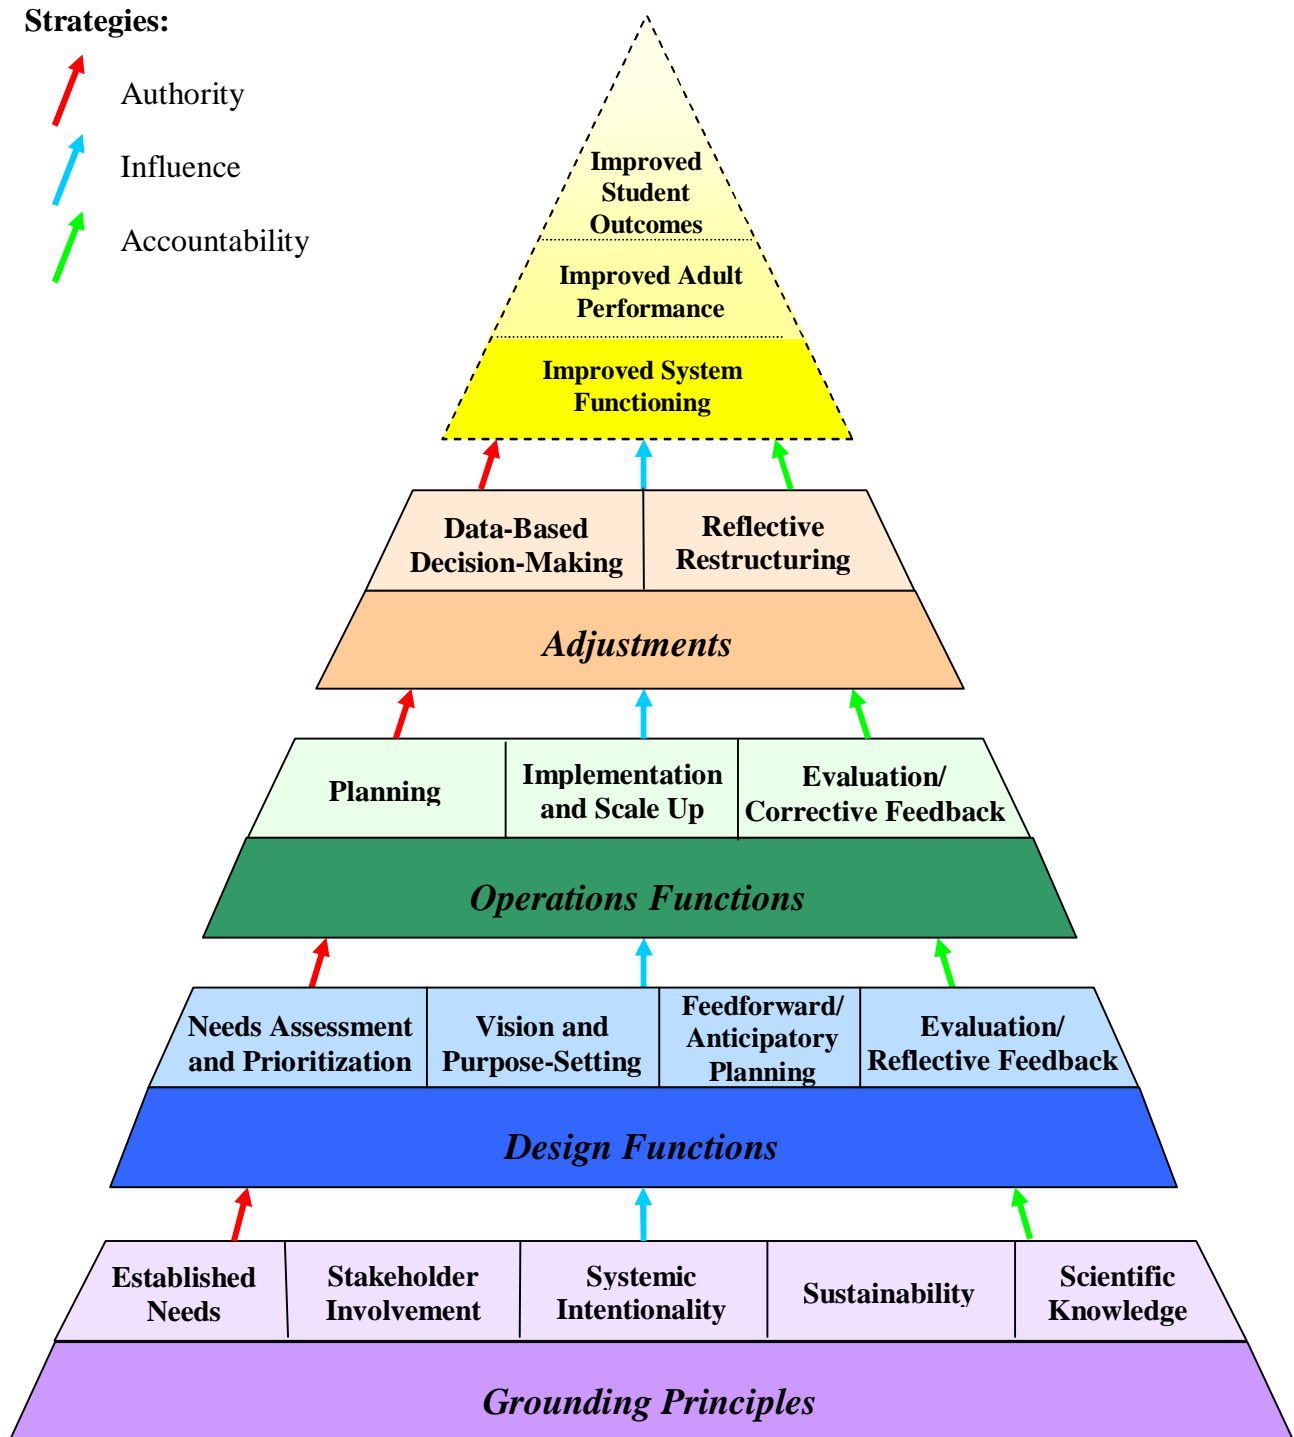 Strategies:
Authority
Influence
Accountability
Improved
Student
Outcomes
Improved Adult
Performance
Improved System
Functioning
Data-Based
Decision-Making
Reflective
Restructuring
Adjustments
Planning
Implementation
and Scale Up
Evaluation/
Corrective Feedback
Operations Functions
Needs Assessment
and Prioritization
Vision and
Purpose-Setting
Feedforward/
Anticipatory
Planning
Evaluation/
Reflective Feedback
Design Functions
Established
Needs
Stakeholder
Involvement
Systemic
Intentionality
Sustainability
Scientific
Knowledge
Grounding Principles